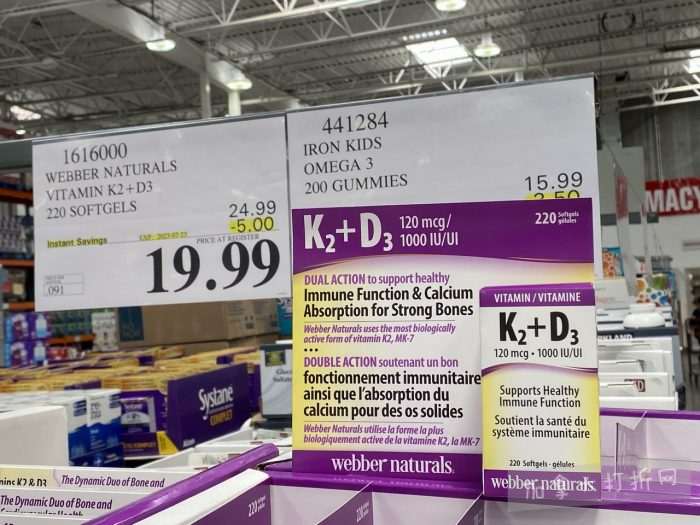 1616000
WEBBER NATURALS
VITAMIN K2+D3
220 SOFTGELS
24.99
Instant Savings
-5.00
PRICE AT REGISTER
19.99
.091
441284
IRON KIDS
OMEGA 3
200 GUMMIES
15.99
MACY
K2+D3 120 mcg/
1000 IU/UI
220 Softgels
gélules
DUAL ACTION to support healthy
Immune Function & Calcium
Absorption for Strong Bones
Webber Naturals uses the most biologically
active form of vitamin K2, MK-7
•••
DOUBLE ACTION soutenant un bon
fonctionnement immunitaire
ainsi que l'absorption du
calcium pour des os solides
Webber Naturals utilise la forme la plus
biologiquement active de la vitamine K2, la MK-7
webber naturals
VITAMIN / VITAMINE
K2+D3
120 mcg • 1000 IU/UI
Supports Healthy
Immune Function
Soutient la santé du
système immunitaire
220 Softgels • gélules
webber naturals
Systane
COMPLET
The Dynamic Duo of Bone and
The Dynamic Duo of Bone and
Cardiovascular Health
220
220